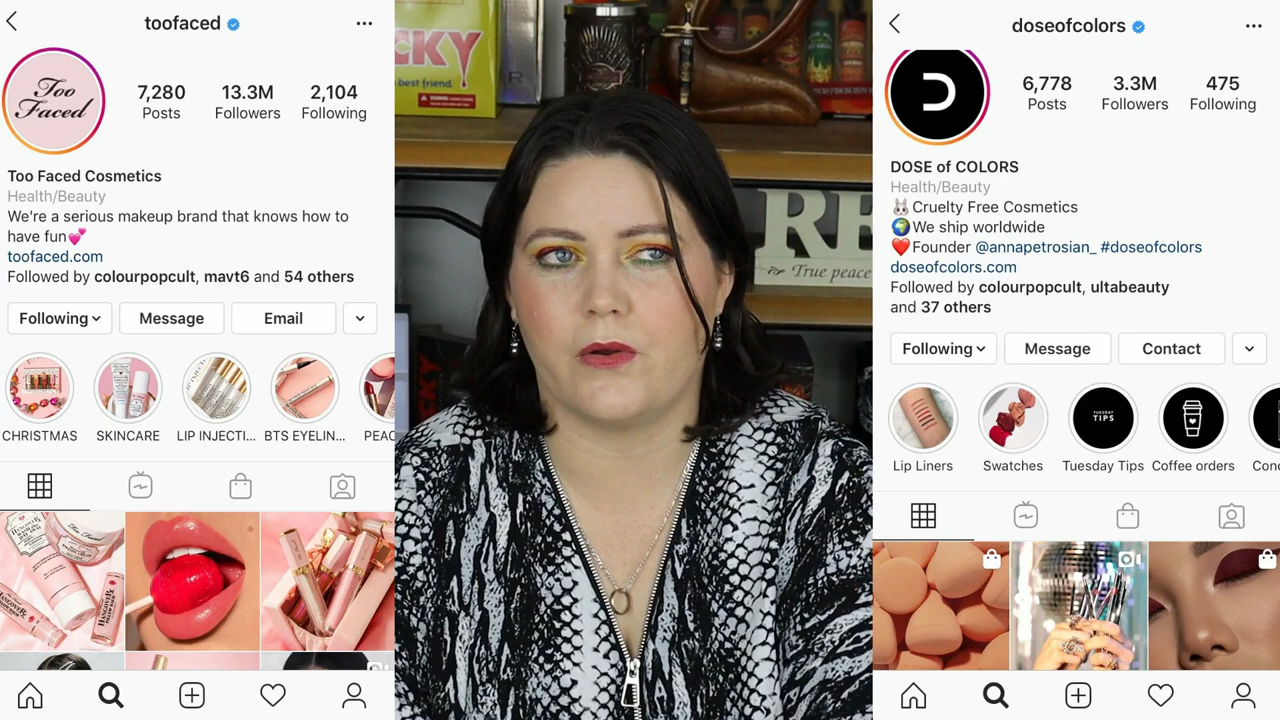 toofaced
Too
Faced
7,280
Posts
13.3M
Followers
2,104
Following
Too Faced Cosmetics
Health/Beauty
We're a serious makeup brand that knows how to
have fun💕
toofaced.com
Followed by colourpopcult, mavt6 and 54 others
Following
Message
Email
CHRISTMAS
SKINCARE
LIP INJECTI...
BTS EYELIN...
PEAC
HANGOVER
HANGOVER
CKY
best friend.
RE
True peace
doseofcolors
6,778
Posts
3.3M
Followers
475
Following
DOSE of COLORS
Health/Beauty
🐰Cruelty Free Cosmetics
🌍We ship worldwide
❤️Founder @annapetrosian_ #doseofcolors
doseofcolors.com
Followed by colourpopcult, ultabeauty
and 37 others
Following
Message
Contact
TUESDAY
TIPS
Lip Liners
Swatches
Tuesday Tips
Coffee orders
Con